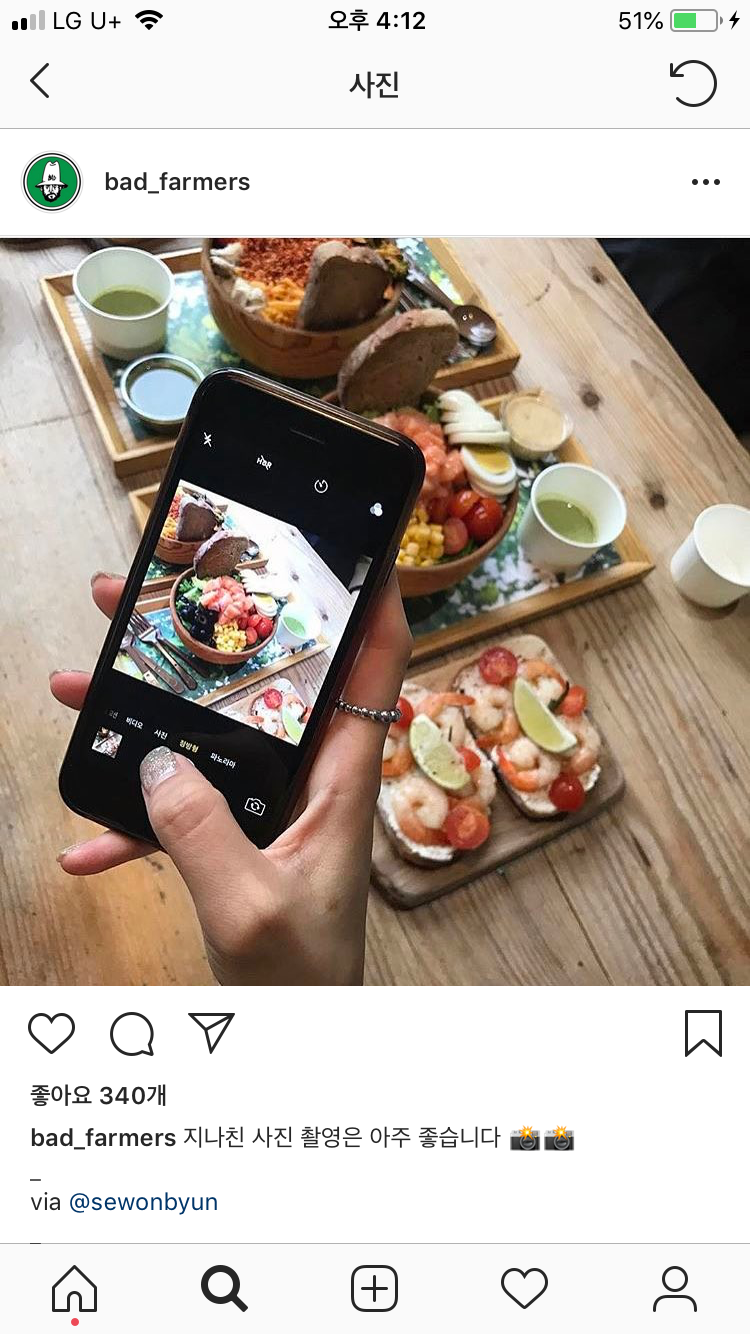 LG U+ 오후 4:12 51%
사진
bad_farmers
비디오 사진 정방형 파노라마
좋아요 340개
bad_farmers 지나친 사진 촬영은 아주 좋습니다 📸📸
_
via @sewonbyun
_